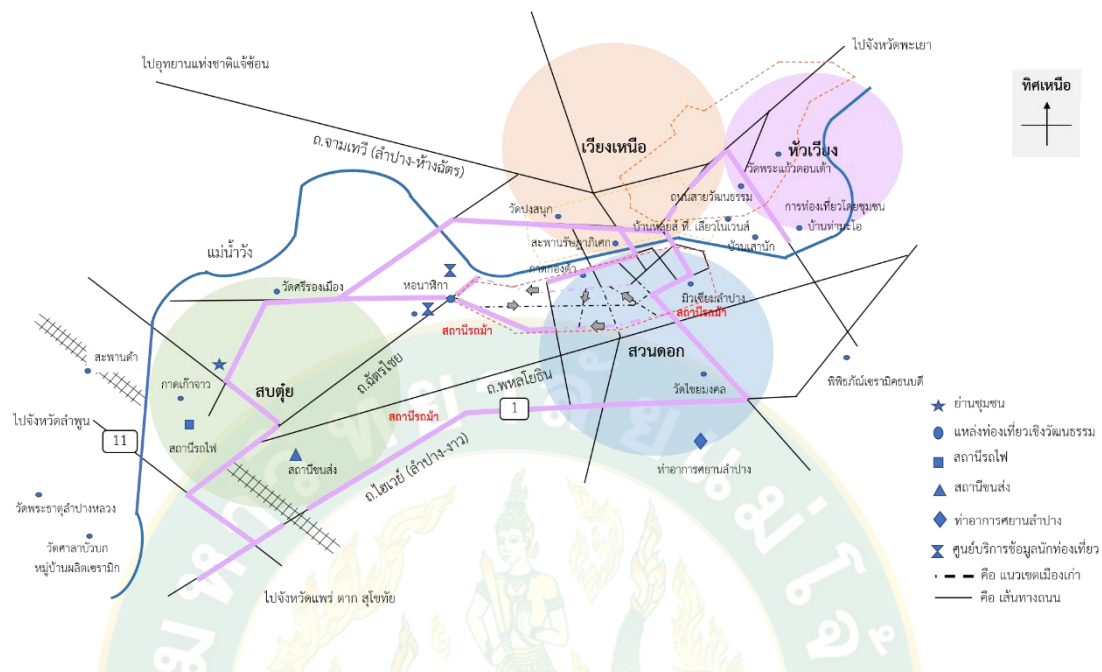 ไปอุทยานแห่งชาติแจ้ซ้อน
ไปจังหวัดพะเยา
ทิศเหนือ
ถ.จามเทวี (ลำปาง-ห้างฉัตร)
เวียงเหนือ
หัวเวียง
วัดพระแก้วดอนเต้า
ถนนสายวัฒนธรรม
การท่องเที่ยวโดยชุมชน
บ้านท่ามะโอ
วัดปงสนุก
บ้านหลุยส์ ที. เลียวโนเวนส์
บ้านเสานัก
สะพานรัษฎาภิเศก
แม่น้ำวัง
กาดกองต้า
วัดศรีรองเมือง
หอนาฬิกา
มิวเซียมลำปาง
สถานีรถม้า
สถานีรถม้า
สวนดอก
สะพานดำ
ถ.ฉัตรไชย
ถ.พหลโยธิน
วัดไชยมงคล
พิพิธภัณ์เซรามิคธนบดี
กาดเก๊าจาว
สบตุ๋ย
สถานีรถม้า
1
ไปจังหวัดลำพูน
11
สถานีรถไฟ
สถานีขนส่ง
ถ.ไฮเวย์ (ลำปาง-งาว)
ท่าอาการศยานลำปาง
วัดพระธาตุลำปางหลวง
วัดศาลาบัวบก
หมู่บ้านผลิตเซรามิก
ไปจังหวัดแพร่ ตาก สุโขทัย
ย่านชุมชน
แหล่งท่องเที่ยวเชิงวัฒนธรรม
สถานีรถไฟ
สถานีขนส่ง
ท่าอาการศยานลำปาง
ศูนย์บริการข้อมูลนักท่องเที่ยว
คือ แนวเขตเมืองเก่า
คือ เส้นทางถนน